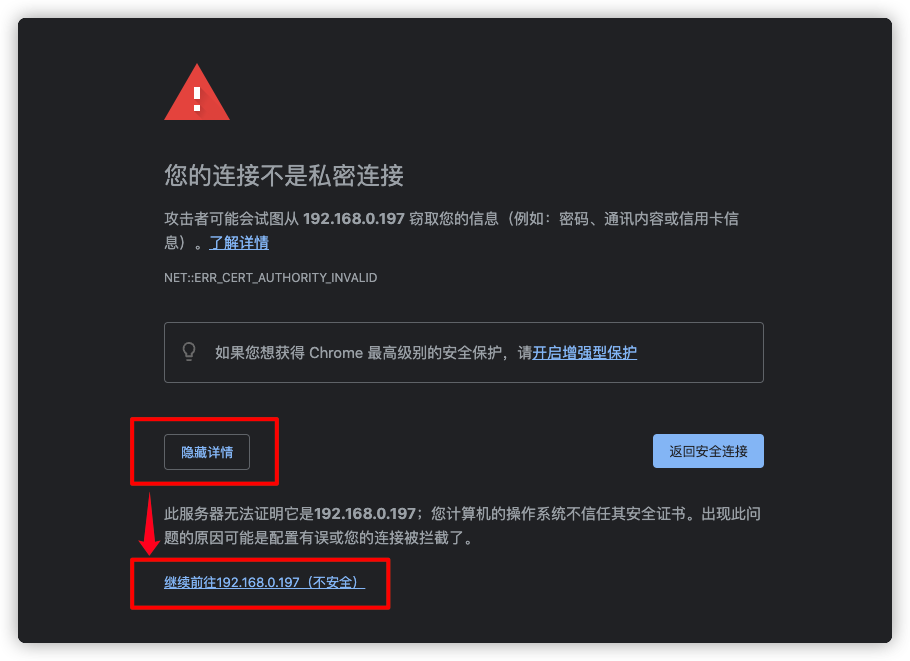 您的连接不是私密连接
攻击者可能会试图从 192.168.0.197 窃取您的信息（例如：密码、通讯内容或信用卡信
息）。了解详情
NET::ERR_CERT_AUTHORITY_INVALID
如果您想获得 Chrome 最高级别的安全保护，请开启增强型保护
隐藏详情
返回安全连接
此服务器无法证明它是192.168.0.197；您计算机的操作系统不信任其安全证书。出现此问
题的原因可能是配置有误或您的连接被拦截了。
继续前往192.168.0.197（不安全）